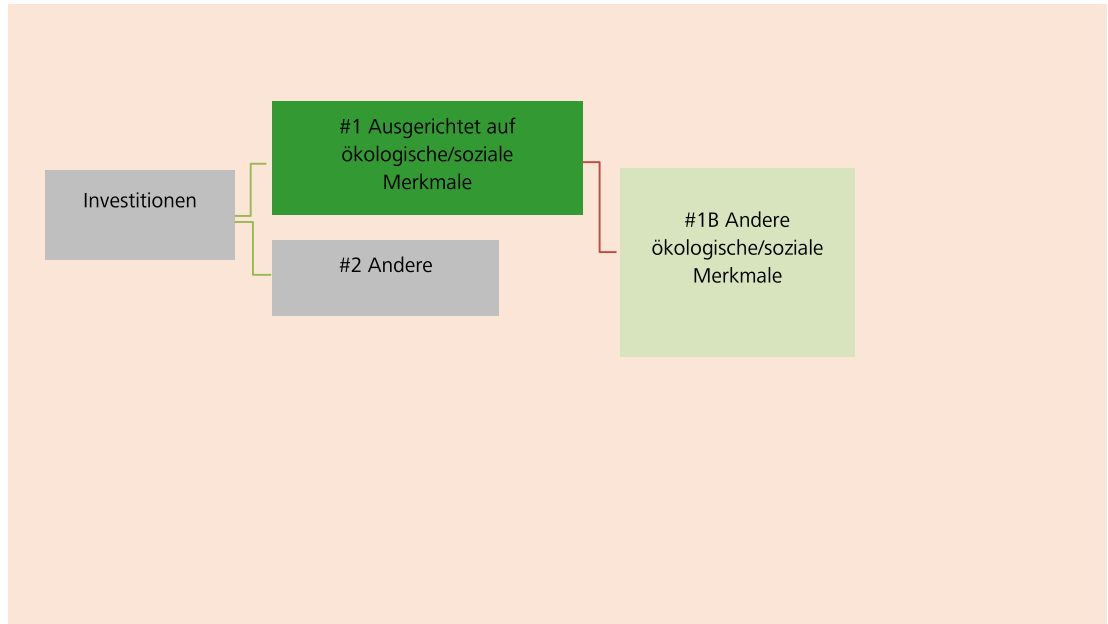 Investitionen
#1 Ausgerichtet auf
ökologische/soziale
Merkmale
#2 Andere
#1B Andere
ökologische/soziale
Merkmale